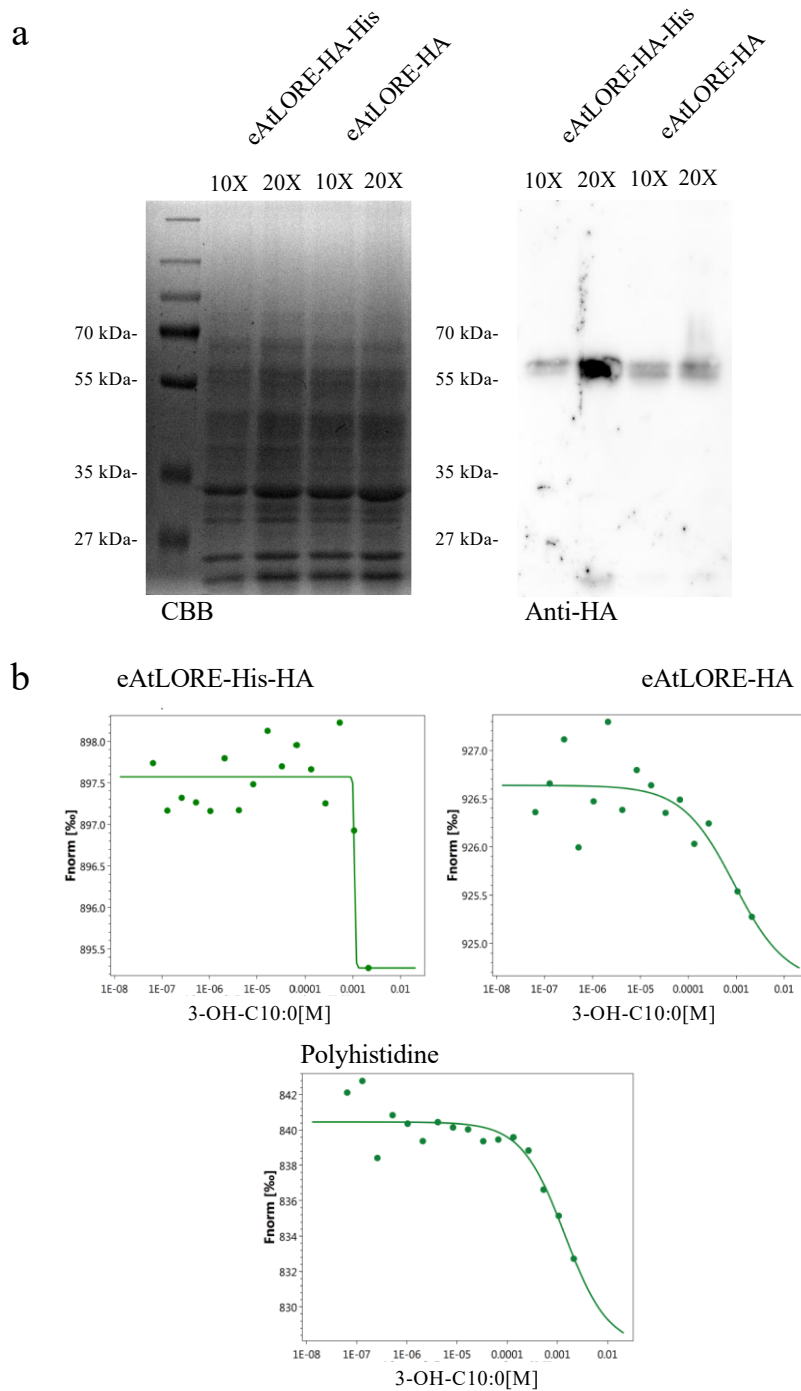 a
eAtLORE-HA-His
eAtLORE-HA
eAtLORE-HA-His
eAtLORE-HA
10X 20X 10X 20X
10X 20X 10X 20X
70 kDa-
55 kDa-
35 kDa-
27 kDa-
CBB
70 kDa-
55 kDa-
35 kDa-
27 kDa-
Anti-HA
b
eAtLORE-His-HA
Fnorm [‰]
898.0
897.5
897.0
896.5
896.0
895.5
1E-08 1E-07 1E-06 1E-05 0.0001 0.001 0.01
3-OH-C10:0[M]
eAtLORE-HA
Fnorm [‰]
927.0
926.5
926.0
925.5
925.0
1E-08 1E-07 1E-06 1E-05 0.0001 0.001 0.01
3-OH-C10:0[M]
Polyhistidine
Fnorm [‰]
842
840
838
836
834
832
830
1E-08 1E-07 1E-06 1E-05 0.0001 0.001 0.01
3-OH-C10:0[M]